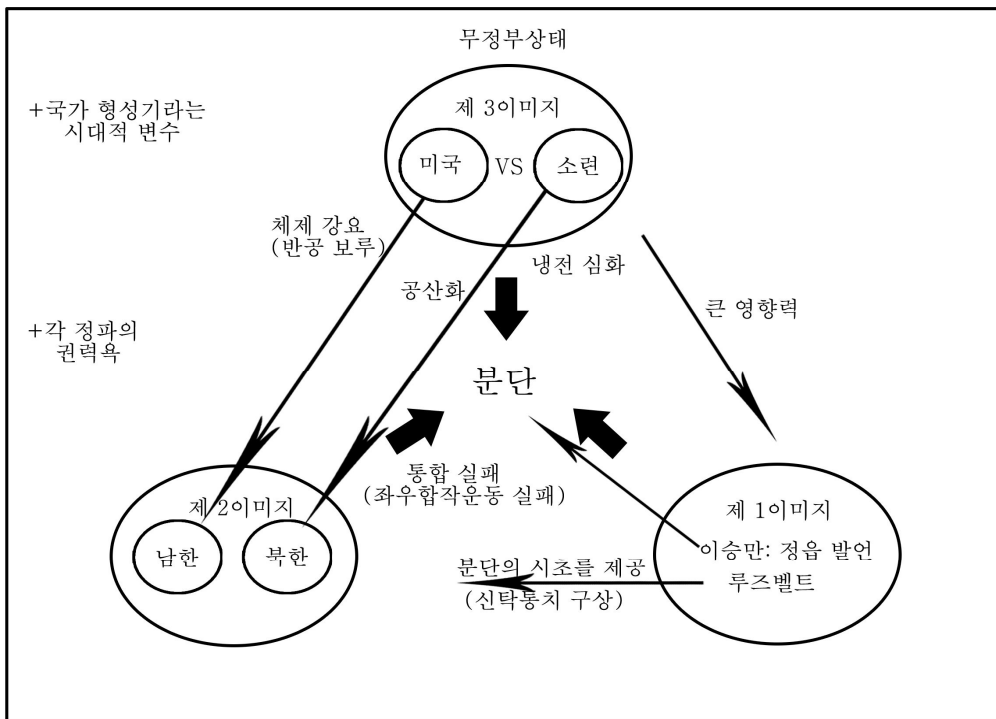 무정부상태
제 3이미지
+국가 형성기라는
시대적 변수
미국 VS 소련
체제 강요
(반공 보루)
냉전 심화
공산화
큰 영향력
+각 정파의
권력욕
분단
통합 실패
(좌우합작운동 실패)
제 2이미지
남한 북한
제 1이미지
이승만: 정읍 발언
루즈벨트
분단의 시초를 제공
(신탁통치 구상)